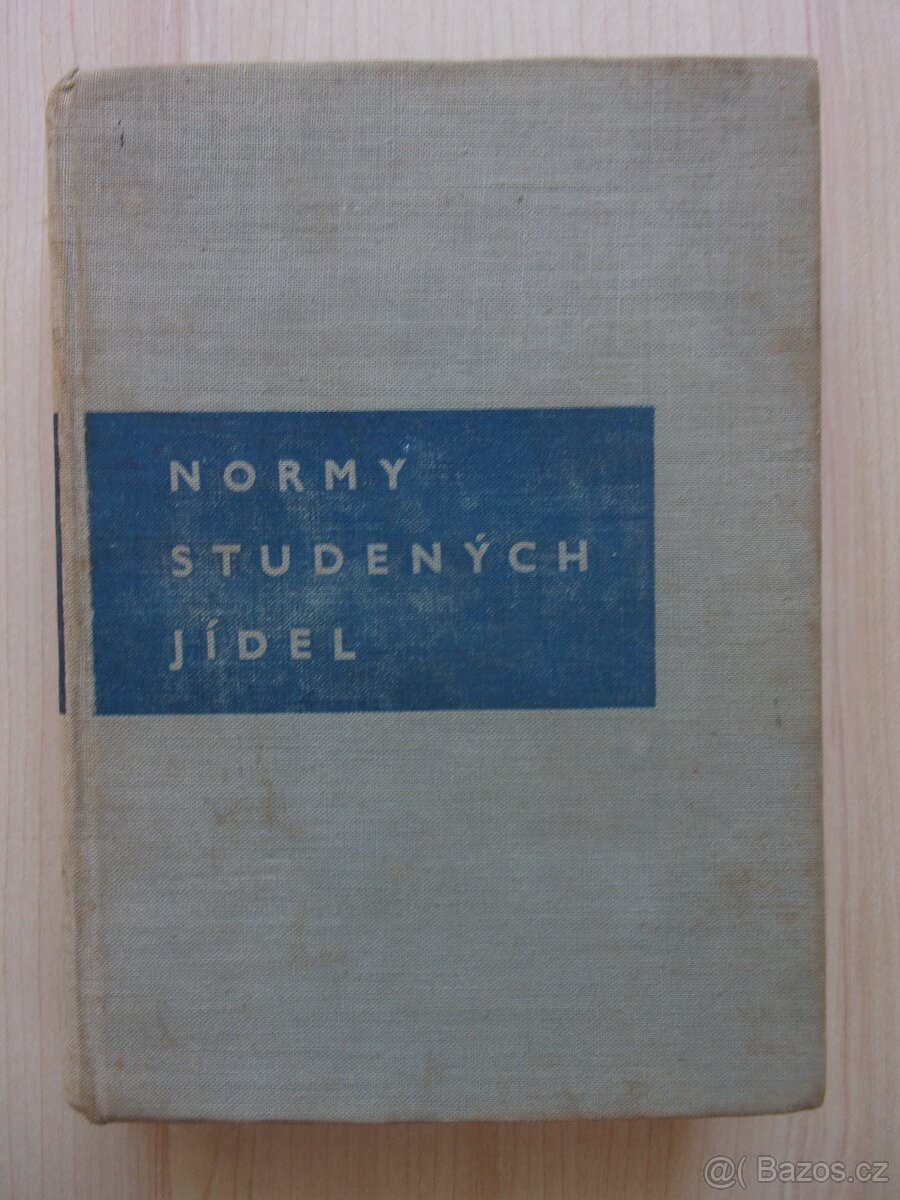 NORMY
STUDENÝCH
JÍDEL
@( Bazos.cz